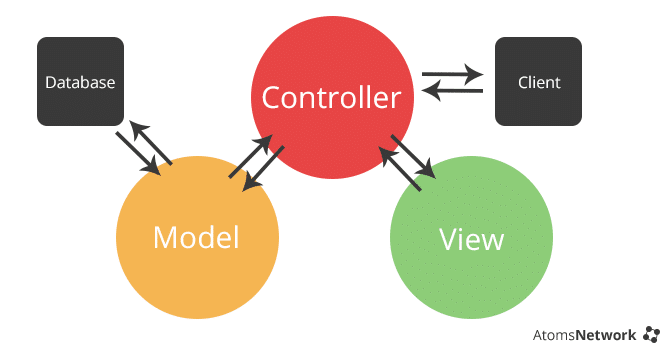 Database
Controller
Client
Model
View
AtomsNetwork